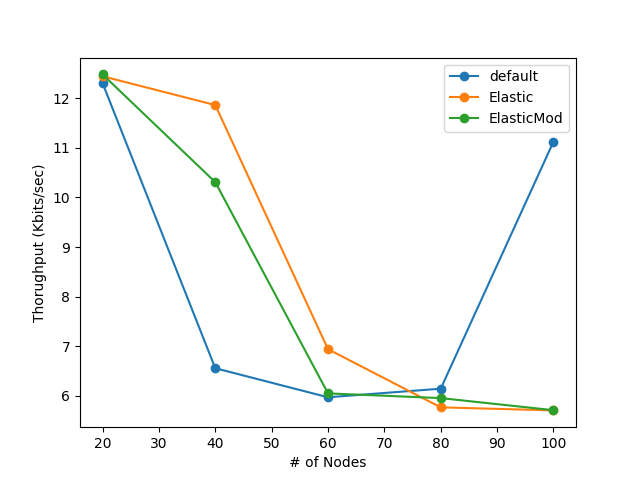 default
Elastic
ElasticMod
Thorughput (Kbits/sec)
12
11
10
9
8
7
6
20 30 40 50 60 70 80 90 100
# of Nodes